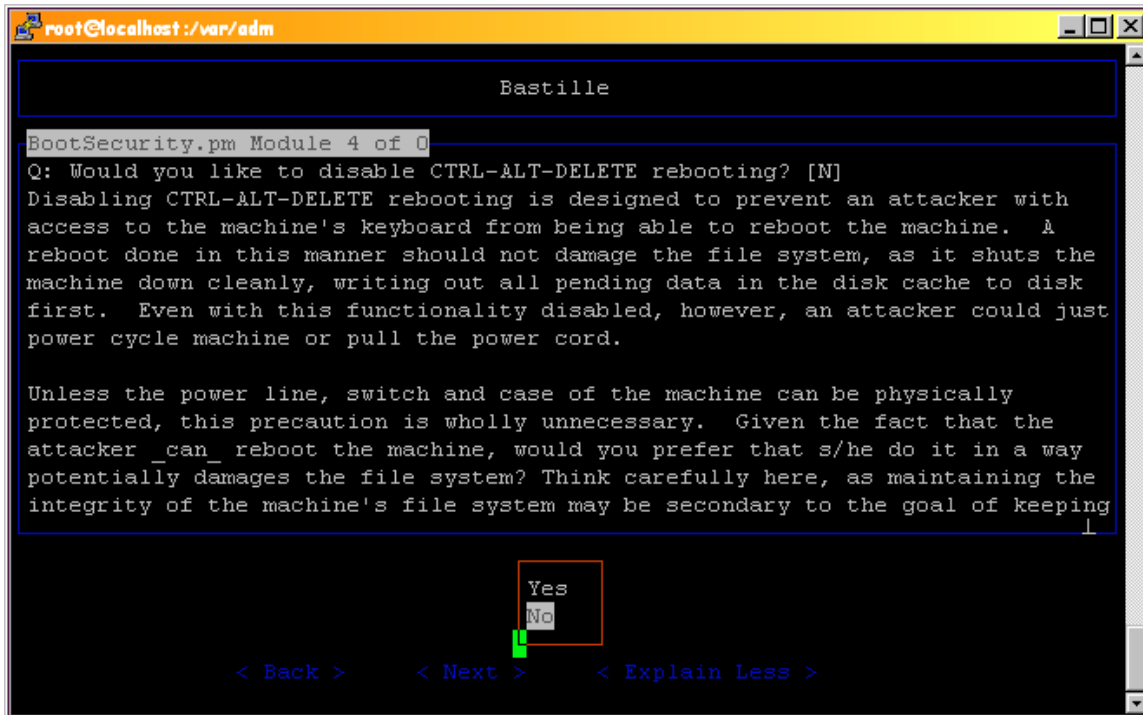 root@localhost:/var/adm
Bastille
BootSecurity.pm Module 4 of 0
Q: Would you like to disable CTRL-ALT-DELETE rebooting? [N]
Disabling CTRL-ALT-DELETE rebooting is designed to prevent an attacker with
access to the machine's keyboard from being able to reboot the machine.  A
reboot done in this manner should not damage the file system, as it shuts the
machine down cleanly, writing out all pending data in the disk cache to disk
first.  Even with this functionality disabled, however, an attacker could just
power cycle machine or pull the power cord.
Unless the power line, switch and case of the machine can be physically
protected, this precaution is wholly unnecessary.  Given the fact that the
attacker _can_ reboot the machine, would you prefer that s/he do it in a way
potentially damages the file system? Think carefully here, as maintaining the
integrity of the machine's file system may be secondary to the goal of keeping
Yes
No
< Back > < Next > < Explain Less >